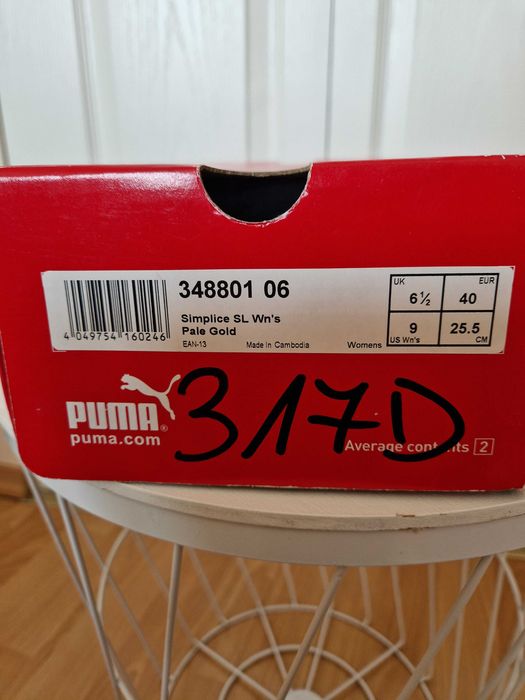 348801 06
Simplice SL Wn's
Pale Gold
4 049754 160246
EAN-13
Made in Cambodia
Womens
UK
6½
EUR
40
9
US Wn's
25.5
CM
PUMA®
puma.com
317D
Average contents 2